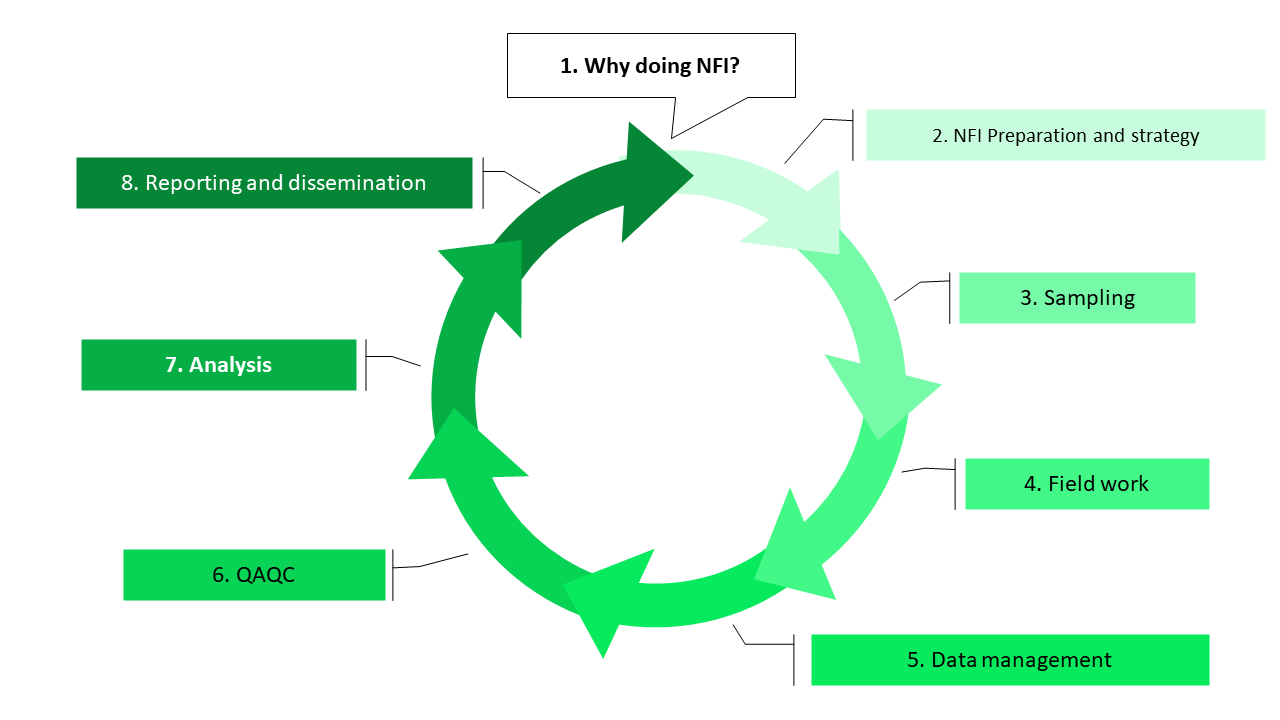 1. Why doing NFI?
2. NFI Preparation and strategy
3. Sampling
4. Field work
5. Data management
6. QAQC
7. Analysis
8. Reporting and dissemination